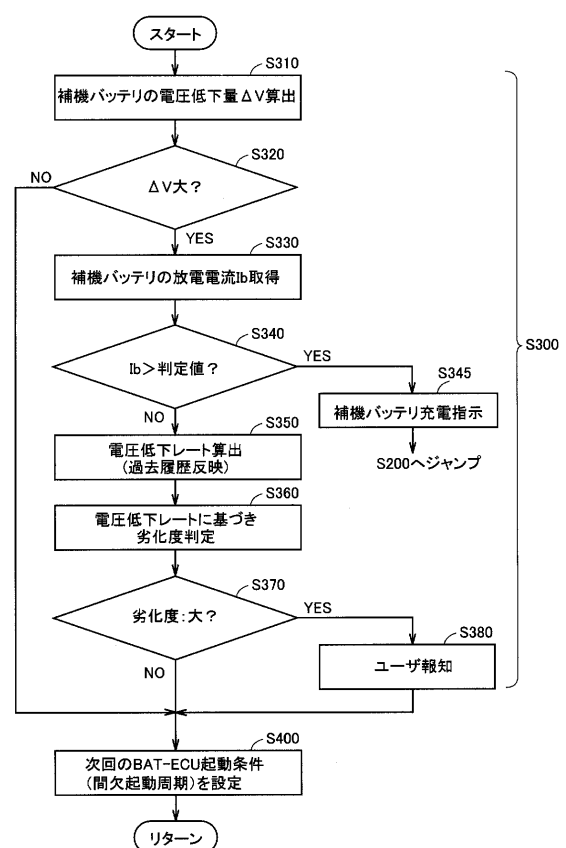 スタート
S310
補機バッテリの電圧低下量ΔV算出
S320
NO
ΔV大？
YES
S330
補機バッテリの放電電流Ib取得
S340
Ib＞判定値？
YES
S345
補機バッテリ充電指示
S200へジャンプ
NO
S350
電圧低下レート算出
(過去履歴反映)
S360
電圧低下レートに基づき
劣化度判定
S370
劣化度：大？
YES
S380
ユーザ報知
NO
S300
S400
次回のBAT-ECU起動条件
(間欠起動周期)を設定
リターン